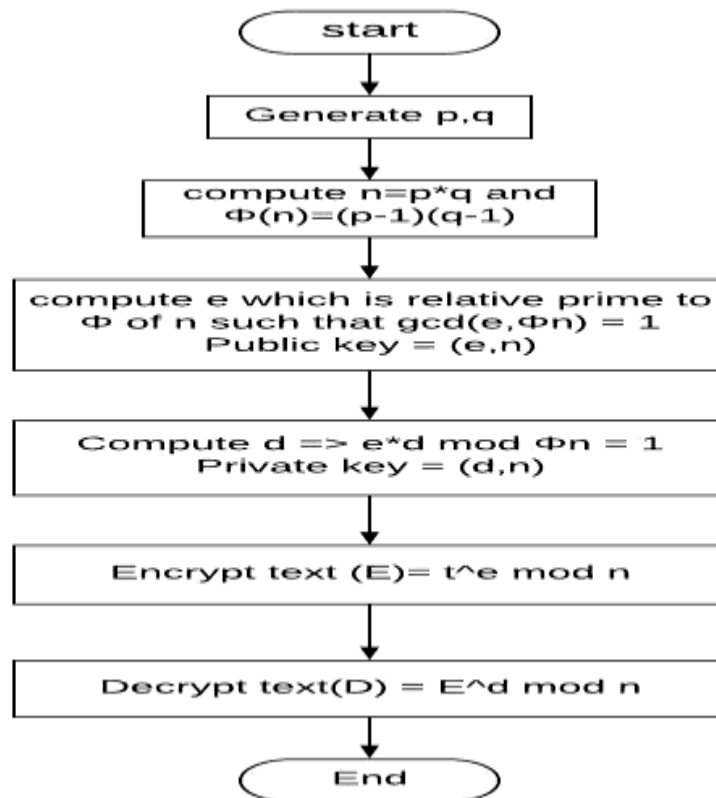 start
Generate p,q
compute n=p*q and
Φ(n)=(p-1)(q-1)
compute e which is relative prime to
Φ of n such that gcd(e,Φn) = 1
Public key = (e,n)
Compute d => e*d mod Φn = 1
Private key = (d,n)
Encrypt text (E)= t^e mod n
Decrypt text(D) = E^d mod n
End